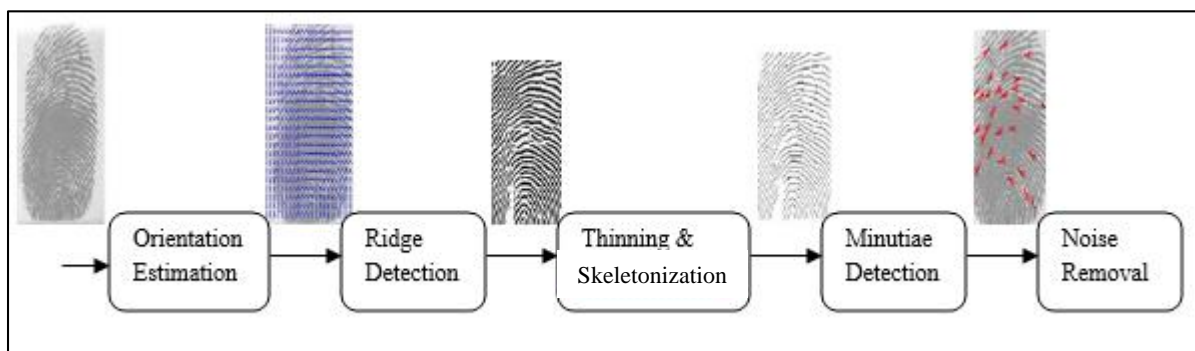 Orientation
Estimation
Ridge
Detection
Thinning &
Skeletonization
Minutiae
Detection
Noise
Removal